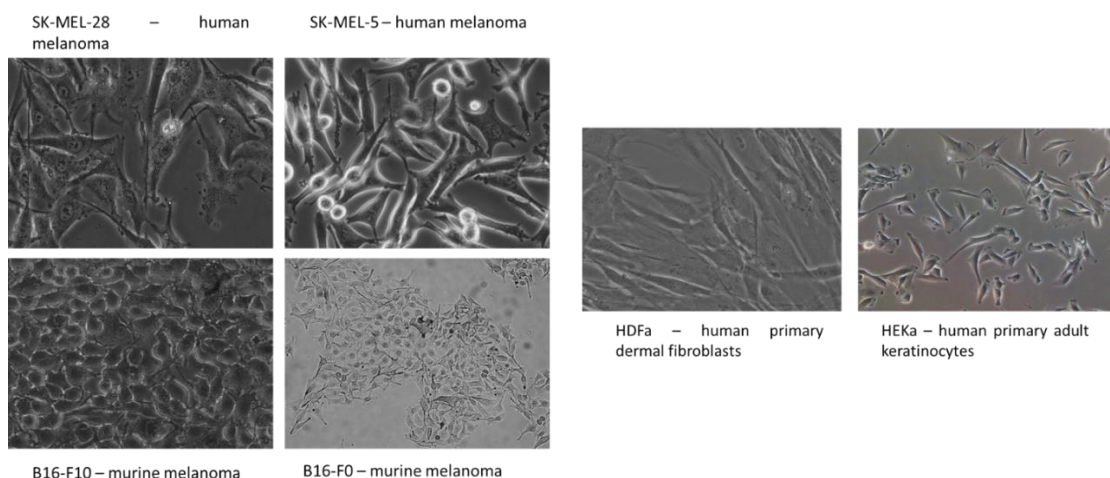 SK-MEL-28 – human
melanoma
SK-MEL-5 – human melanoma
HDFa – human primary
dermal fibroblasts
HEKa – human primary adult
keratinocytes
B16-F10 – murine melanoma
B16-F0 – murine melanoma